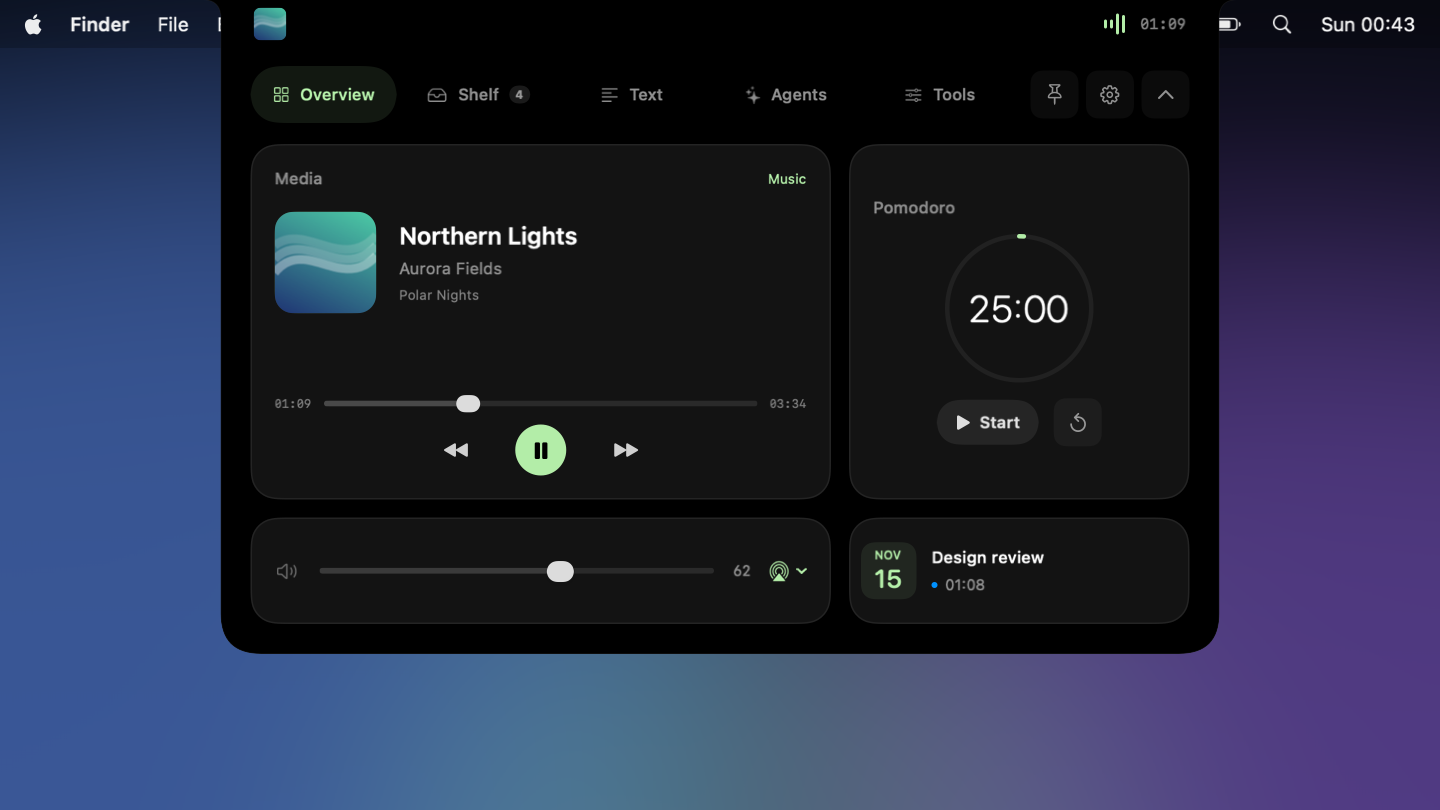 Finder File
01:09
Sun 00:43
Overview
Shelf 4
Text
Agents
Tools
Media
Music
Northern Lights
Aurora Fields
Polar Nights
01:09
03:34
Pomodoro
25:00
Start
62
NOV
15
Design review
01:08